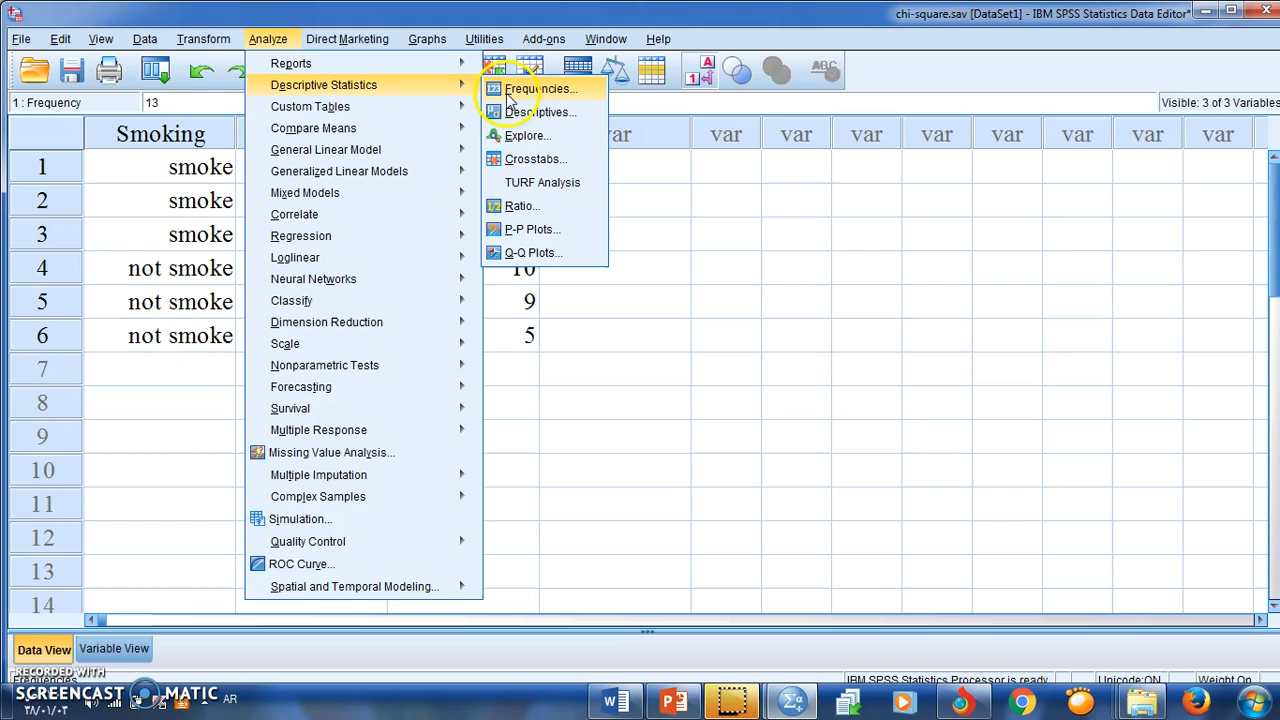 chi-square.sav [DataSet1] - IBM SPSS Statistics Data Editor*
File Edit View Data Transform Analyze Direct Marketing Graphs Utilities Add-ons Window Help
1 : Frequency 13 Visible: 3 of 3 Variables
Smoking var var var var var var var var var
1 smoke
2 smoke
3 smoke
4 not smoke 10
5 not smoke 9
6 not smoke 5
7
8
9
10
11
12
13
14
Reports
Descriptive Statistics
Custom Tables
Compare Means
General Linear Model
Generalized Linear Models
Mixed Models
Correlate
Regression
Loglinear
Neural Networks
Classify
Dimension Reduction
Scale
Nonparametric Tests
Forecasting
Survival
Multiple Response
Missing Value Analysis...
Multiple Imputation
Complex Samples
Simulation...
Quality Control
ROC Curve...
Spatial and Temporal Modeling...
Frequencies...
Descriptives...
Explore...
Crosstabs...
TURF Analysis
Ratio...
P-P Plots...
Q-Q Plots...
Data View Variable View
Frequencies... IBM SPSS Statistics Processor is ready Unicode:ON Weight On
RECORDED WITH
SCREENCAST MATIC AR